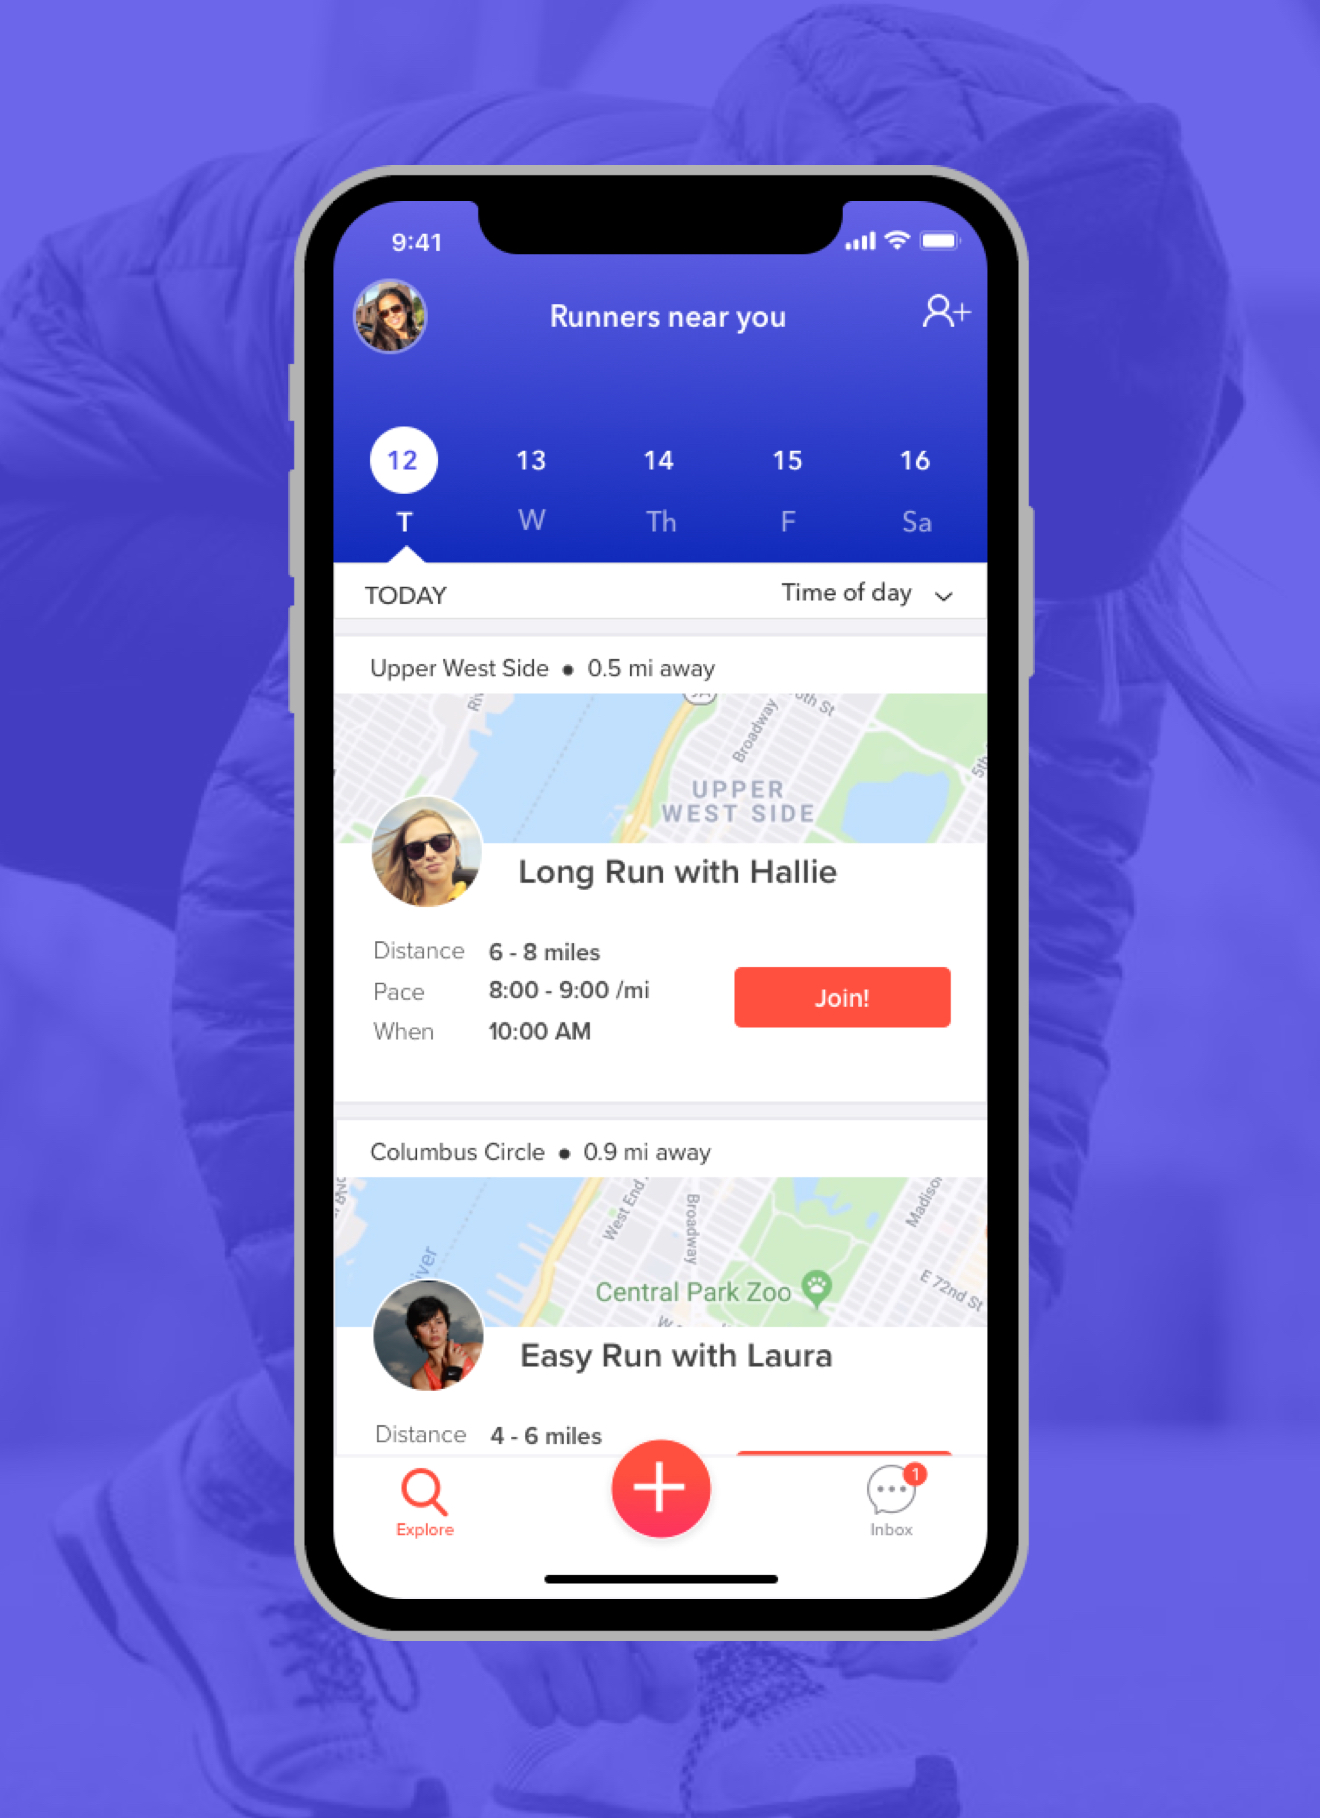 9:41
Runners near you
12 13 14 15 16
T W Th F Sa
TODAY Time of day
Upper West Side ● 0.5 mi away
Broadway
UPPER
WEST SIDE
Long Run with Hallie
Distance 6 - 8 miles
Pace 8:00 - 9:00 /mi
When 10:00 AM
Join!
Columbus Circle ● 0.9 mi away
West End
Broadway
Central Park Zoo
E 72nd St
Easy Run with Laura
Distance 4 - 6 miles
1
Explore
Inbox